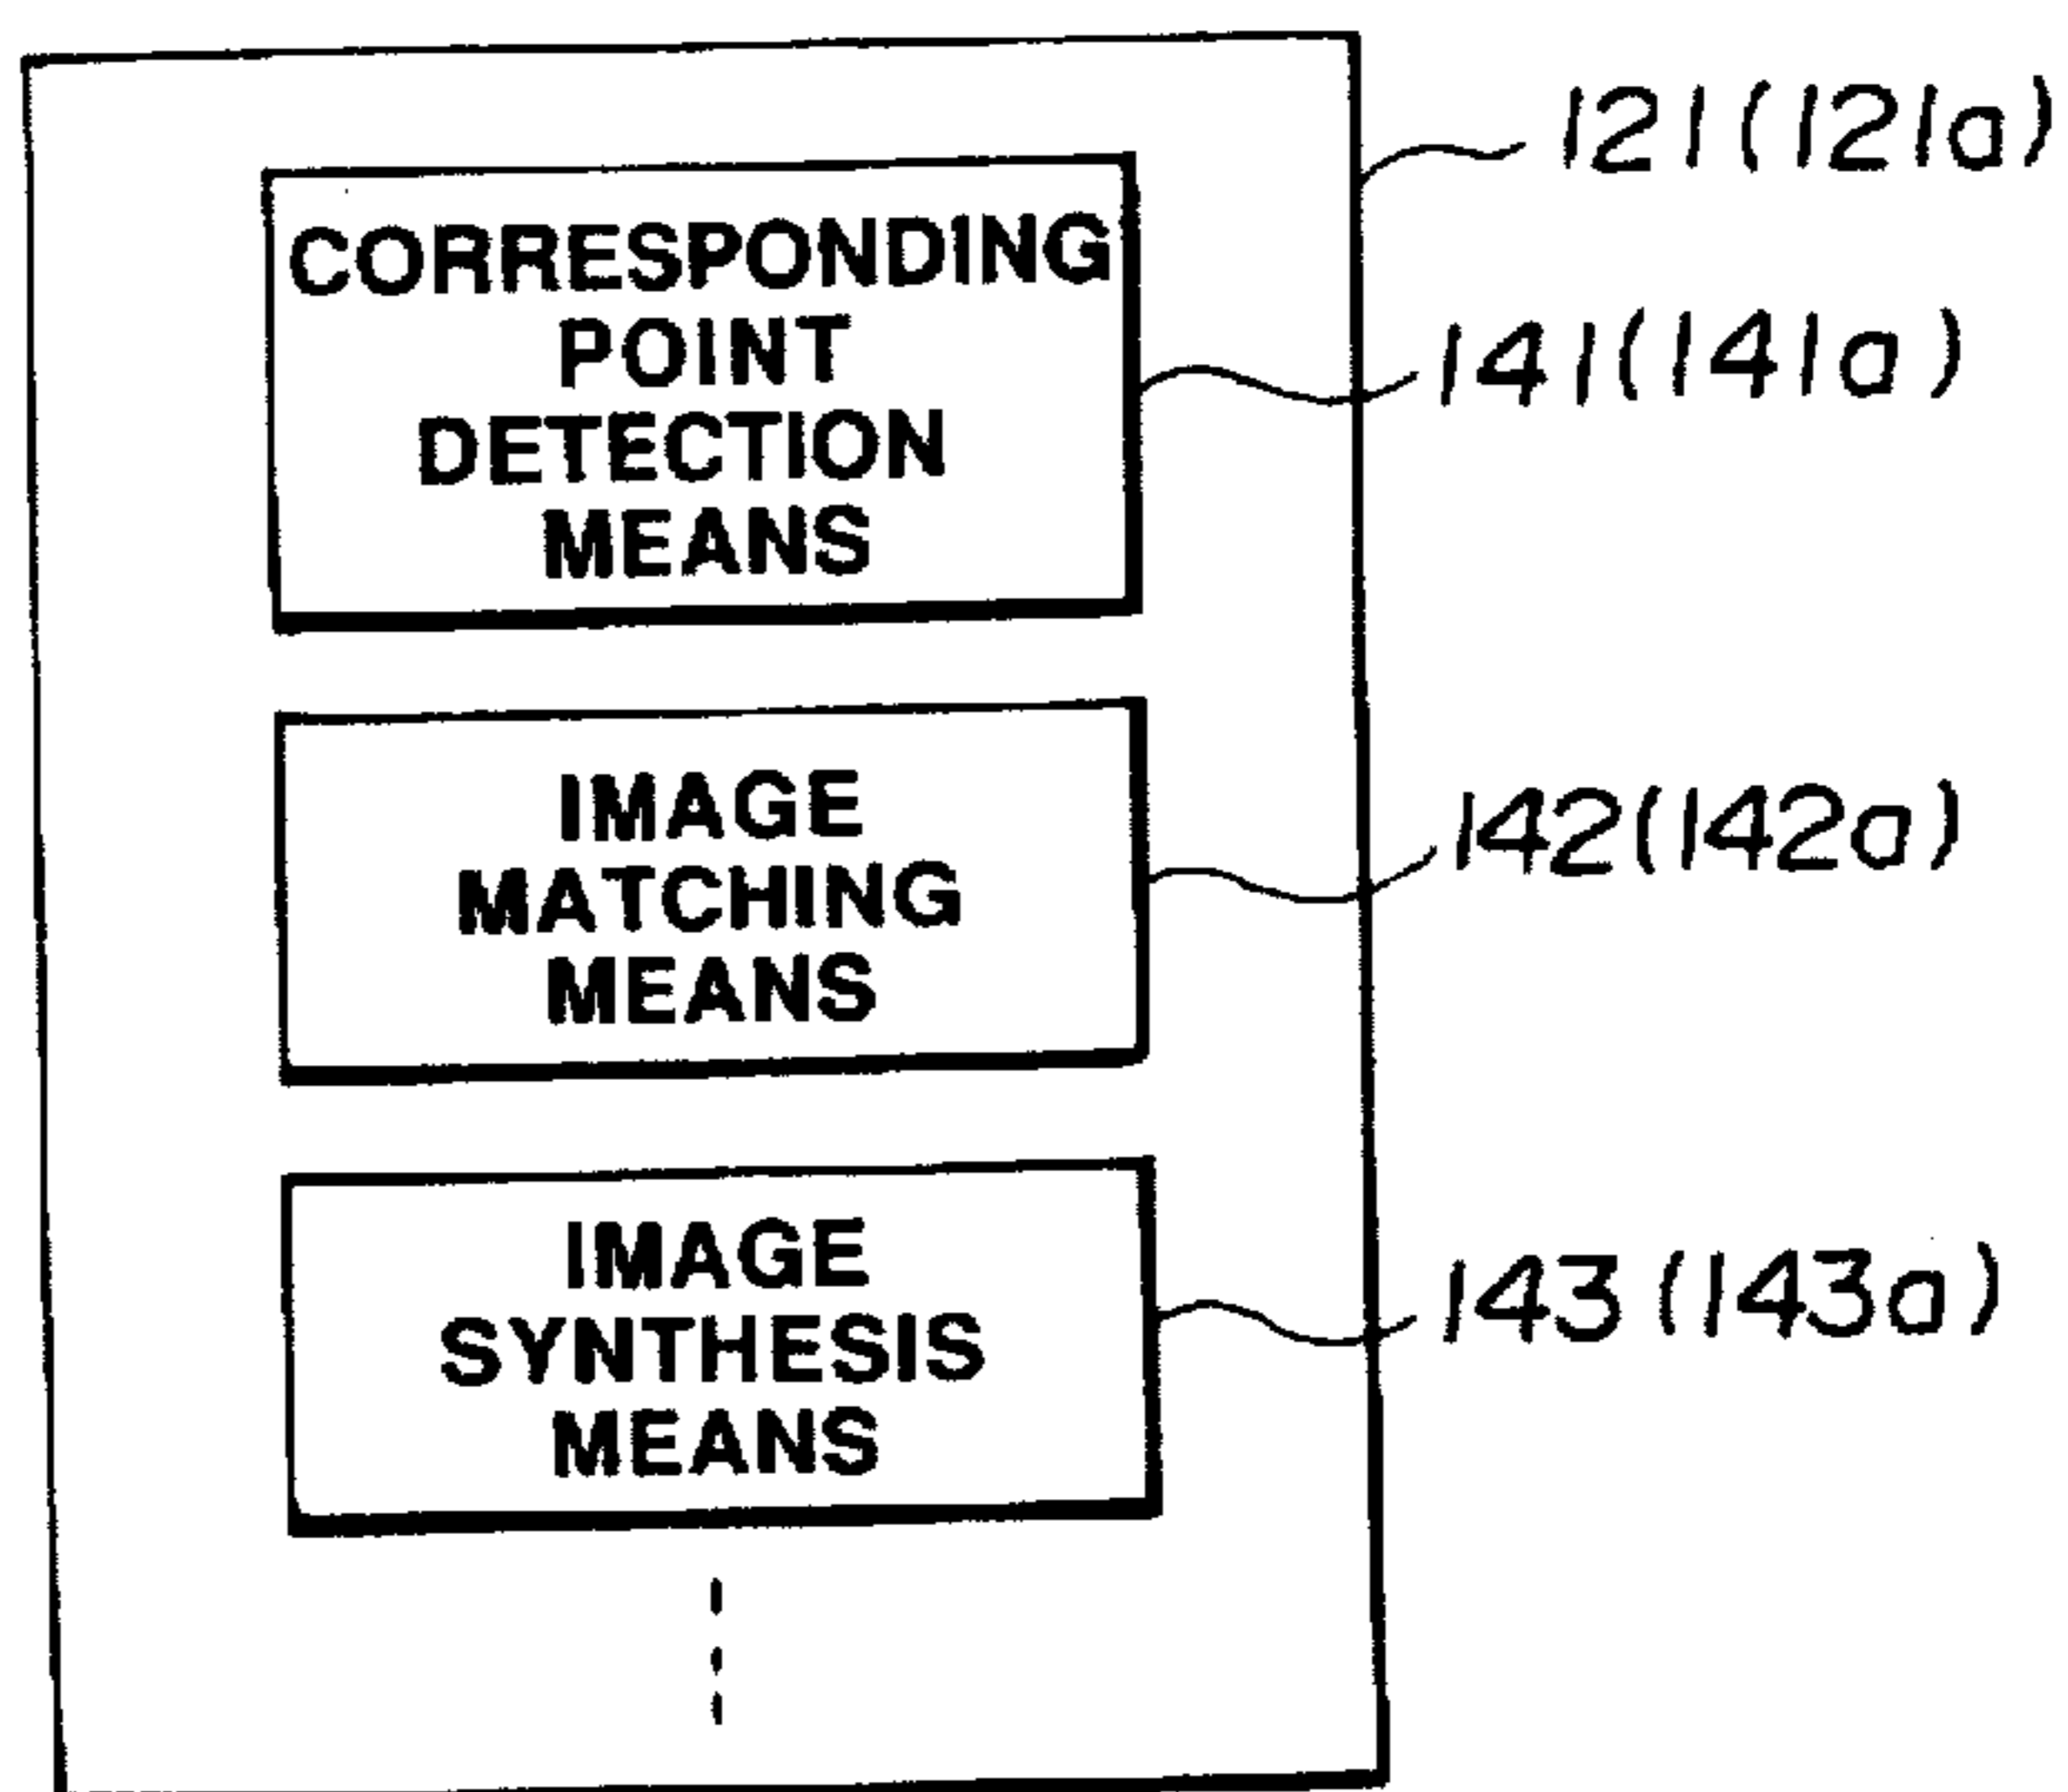 121(121a)
CORRESPONDING
POINT
DETECTION
MEANS
141(141a)
IMAGE
MATCHING
MEANS
142(142a)
IMAGE
SYNTHESIS
MEANS
143(143a)